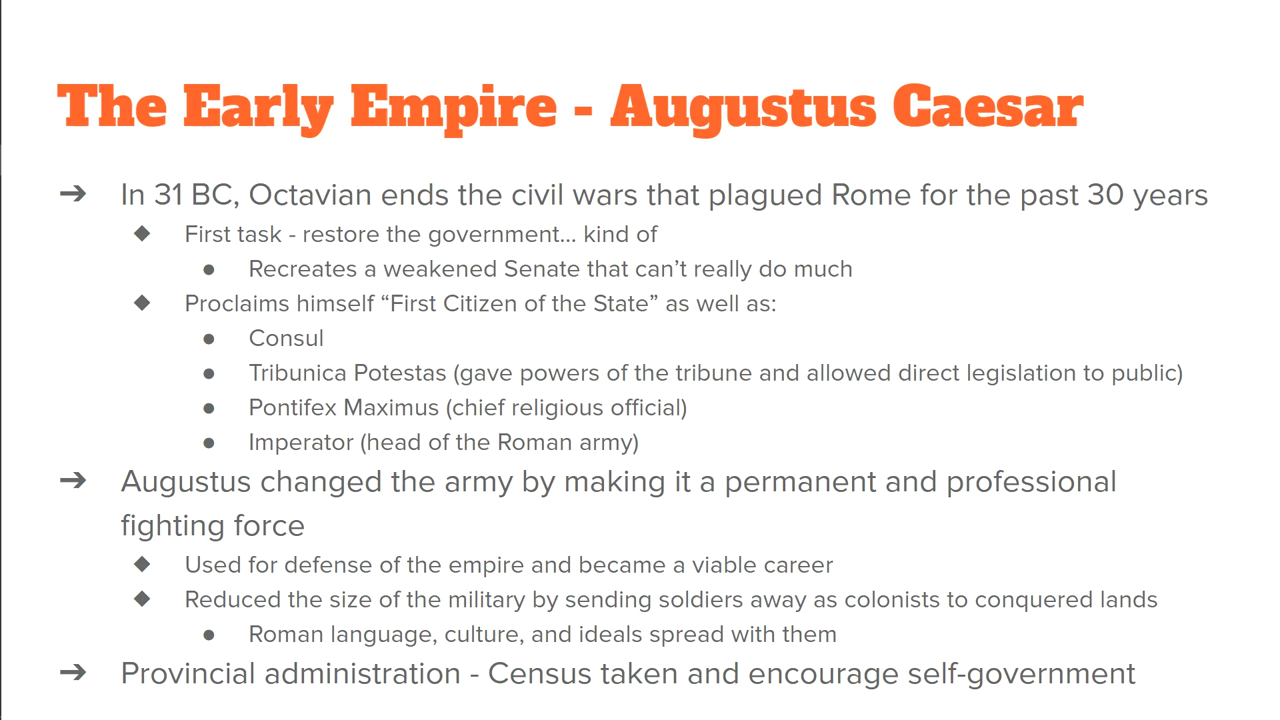 The Early Empire - Augustus Caesar
➔ In 31 BC, Octavian ends the civil wars that plagued Rome for the past 30 years
◆ First task - restore the government... kind of
● Recreates a weakened Senate that can't really do much
◆ Proclaims himself “First Citizen of the State” as well as:
● Consul
● Tribunica Potestas (gave powers of the tribune and allowed direct legislation to public)
● Pontifex Maximus (chief religious official)
● Imperator (head of the Roman army)
➔ Augustus changed the army by making it a permanent and professional
fighting force
◆ Used for defense of the empire and became a viable career
◆ Reduced the size of the military by sending soldiers away as colonists to conquered lands
● Roman language, culture, and ideals spread with them
➔ Provincial administration - Census taken and encourage self-government